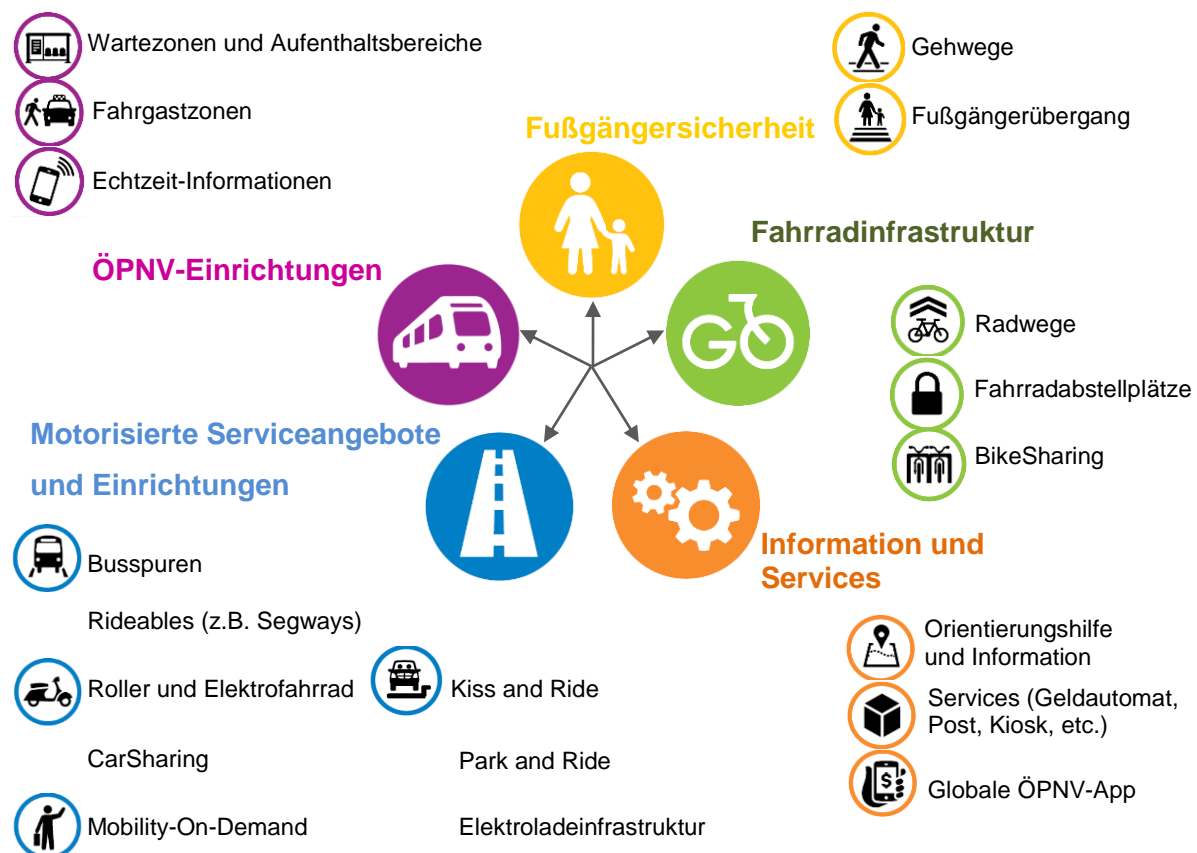 Wartezonen und Aufenthaltsbereiche
Fahrgastzonen
Echtzeit-Informationen
ÖPNV-Einrichtungen
Fußgängersicherheit
Gehwege
Fußgängerübergang
Fahrradinfrastruktur
GO
Radwege
Fahrradabstellplätze
BikeSharing
Motorisierte Serviceangebote
und Einrichtungen
Busspuren
Rideables (z.B. Segways)
Roller und Elektrofahrrad
CarSharing
Mobility-On-Demand
Kiss and Ride
Park and Ride
Elektroladeinfrastruktur
Information und
Services
Orientierungshilfe
und Information
Services (Geldautomat,
Post, Kiosk, etc.)
$
Globale ÖPNV-App